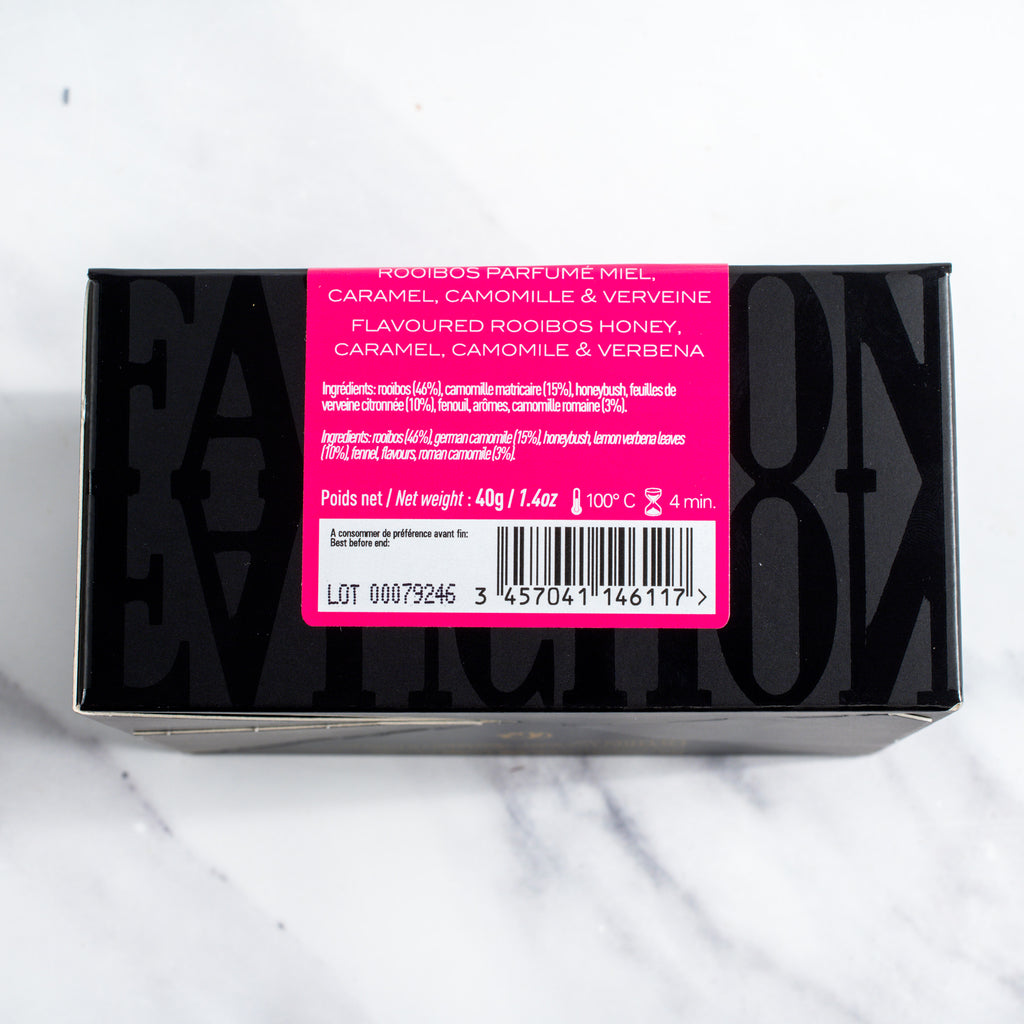 ROOIBOS PARFUMÉ MIEL,
CARAMEL, CAMOMILLE & VERVEINE
FLAVOURED ROOIBOS HONEY,
CARAMEL, CAMOMILE & VERBENA
Ingrédients: rooibos (46%), camomille matricaire (15%), honeybush, feuilles de
verveine citronnée (10%), fenouil, arômes, camomille romaine (3%).
Ingredients: rooibos (46%), german camomile (15%), honeybush, lemon verbena leaves
(10%), fennel, flavours, roman camomile (3%).
Poids net / Net weight : 40g / 1.4oz 100° C 4 min.
A consommer de préférence avant fin:
Best before end:
LOT 00079246 3 457041 146117 >